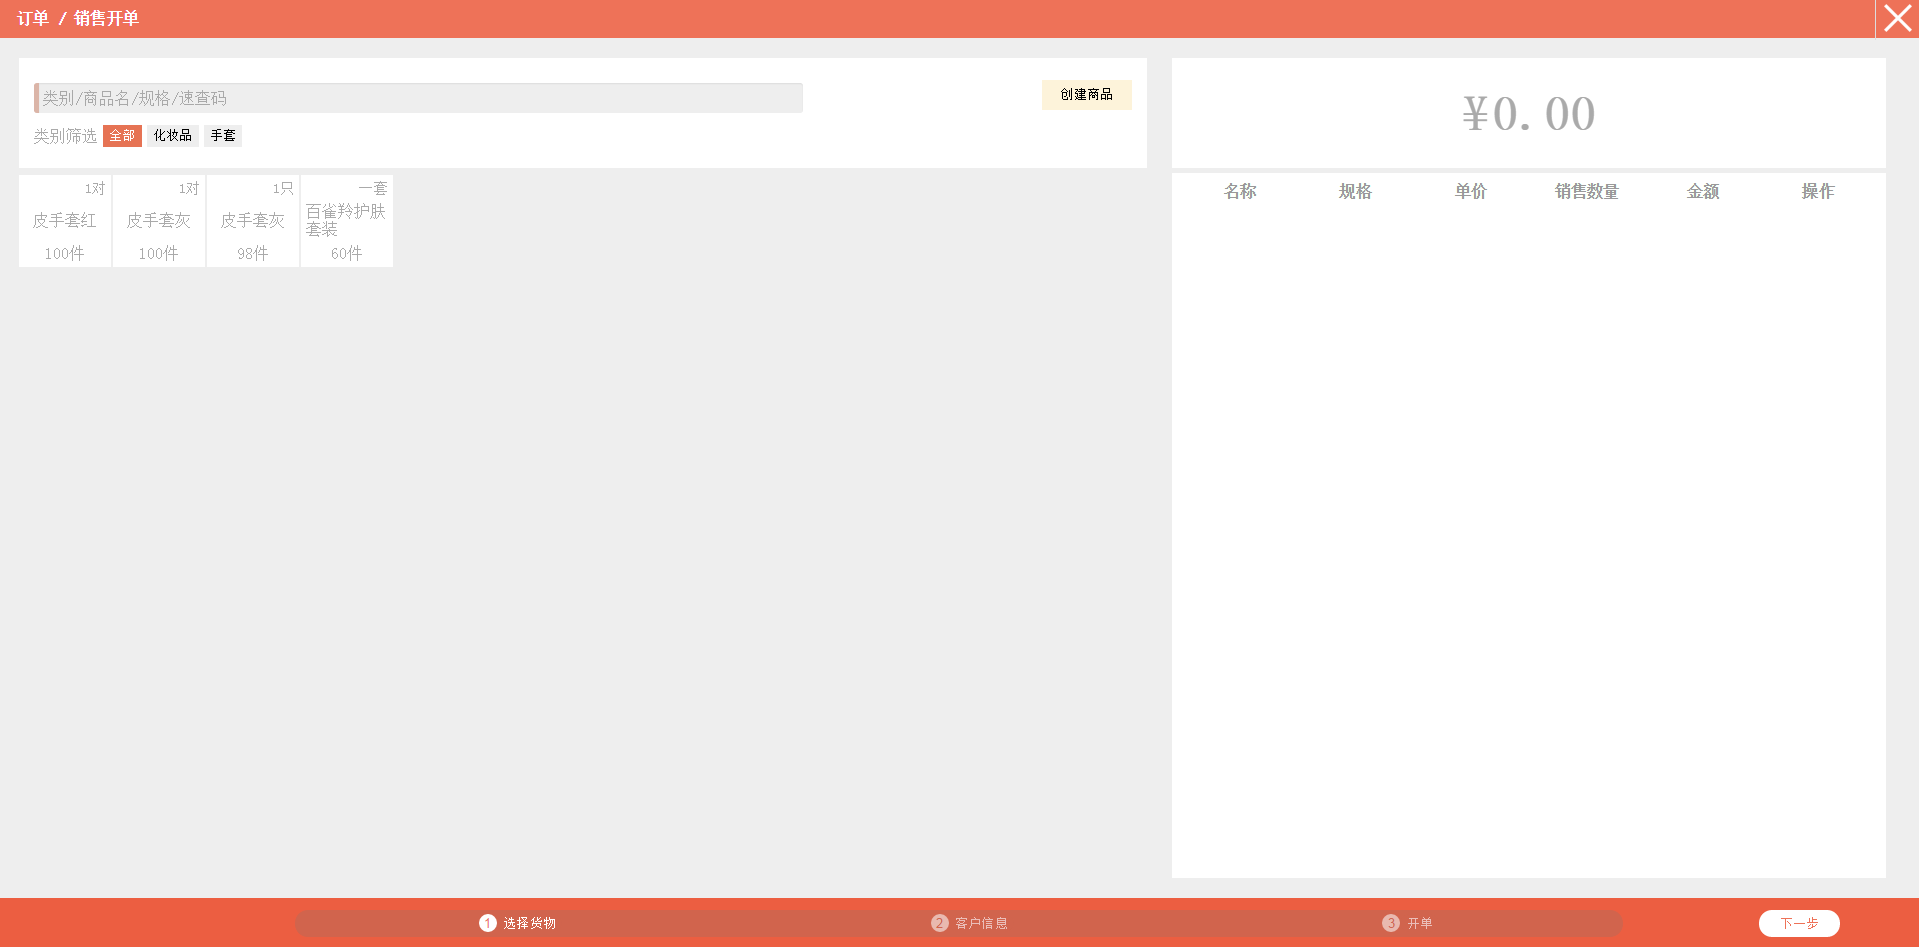 订单 / 销售开单
类别/商品名/规格/速查码
创建商品
类别筛选 全部 化妆品 手套
1对
皮手套红
100件
1对
皮手套灰
100件
1只
皮手套灰
98件
一套
百雀羚护肤
套装
60件
¥0.00
名称 规格 单价 销售数量 金额 操作
1 选择货物
2 客户信息
3 开单
下一步